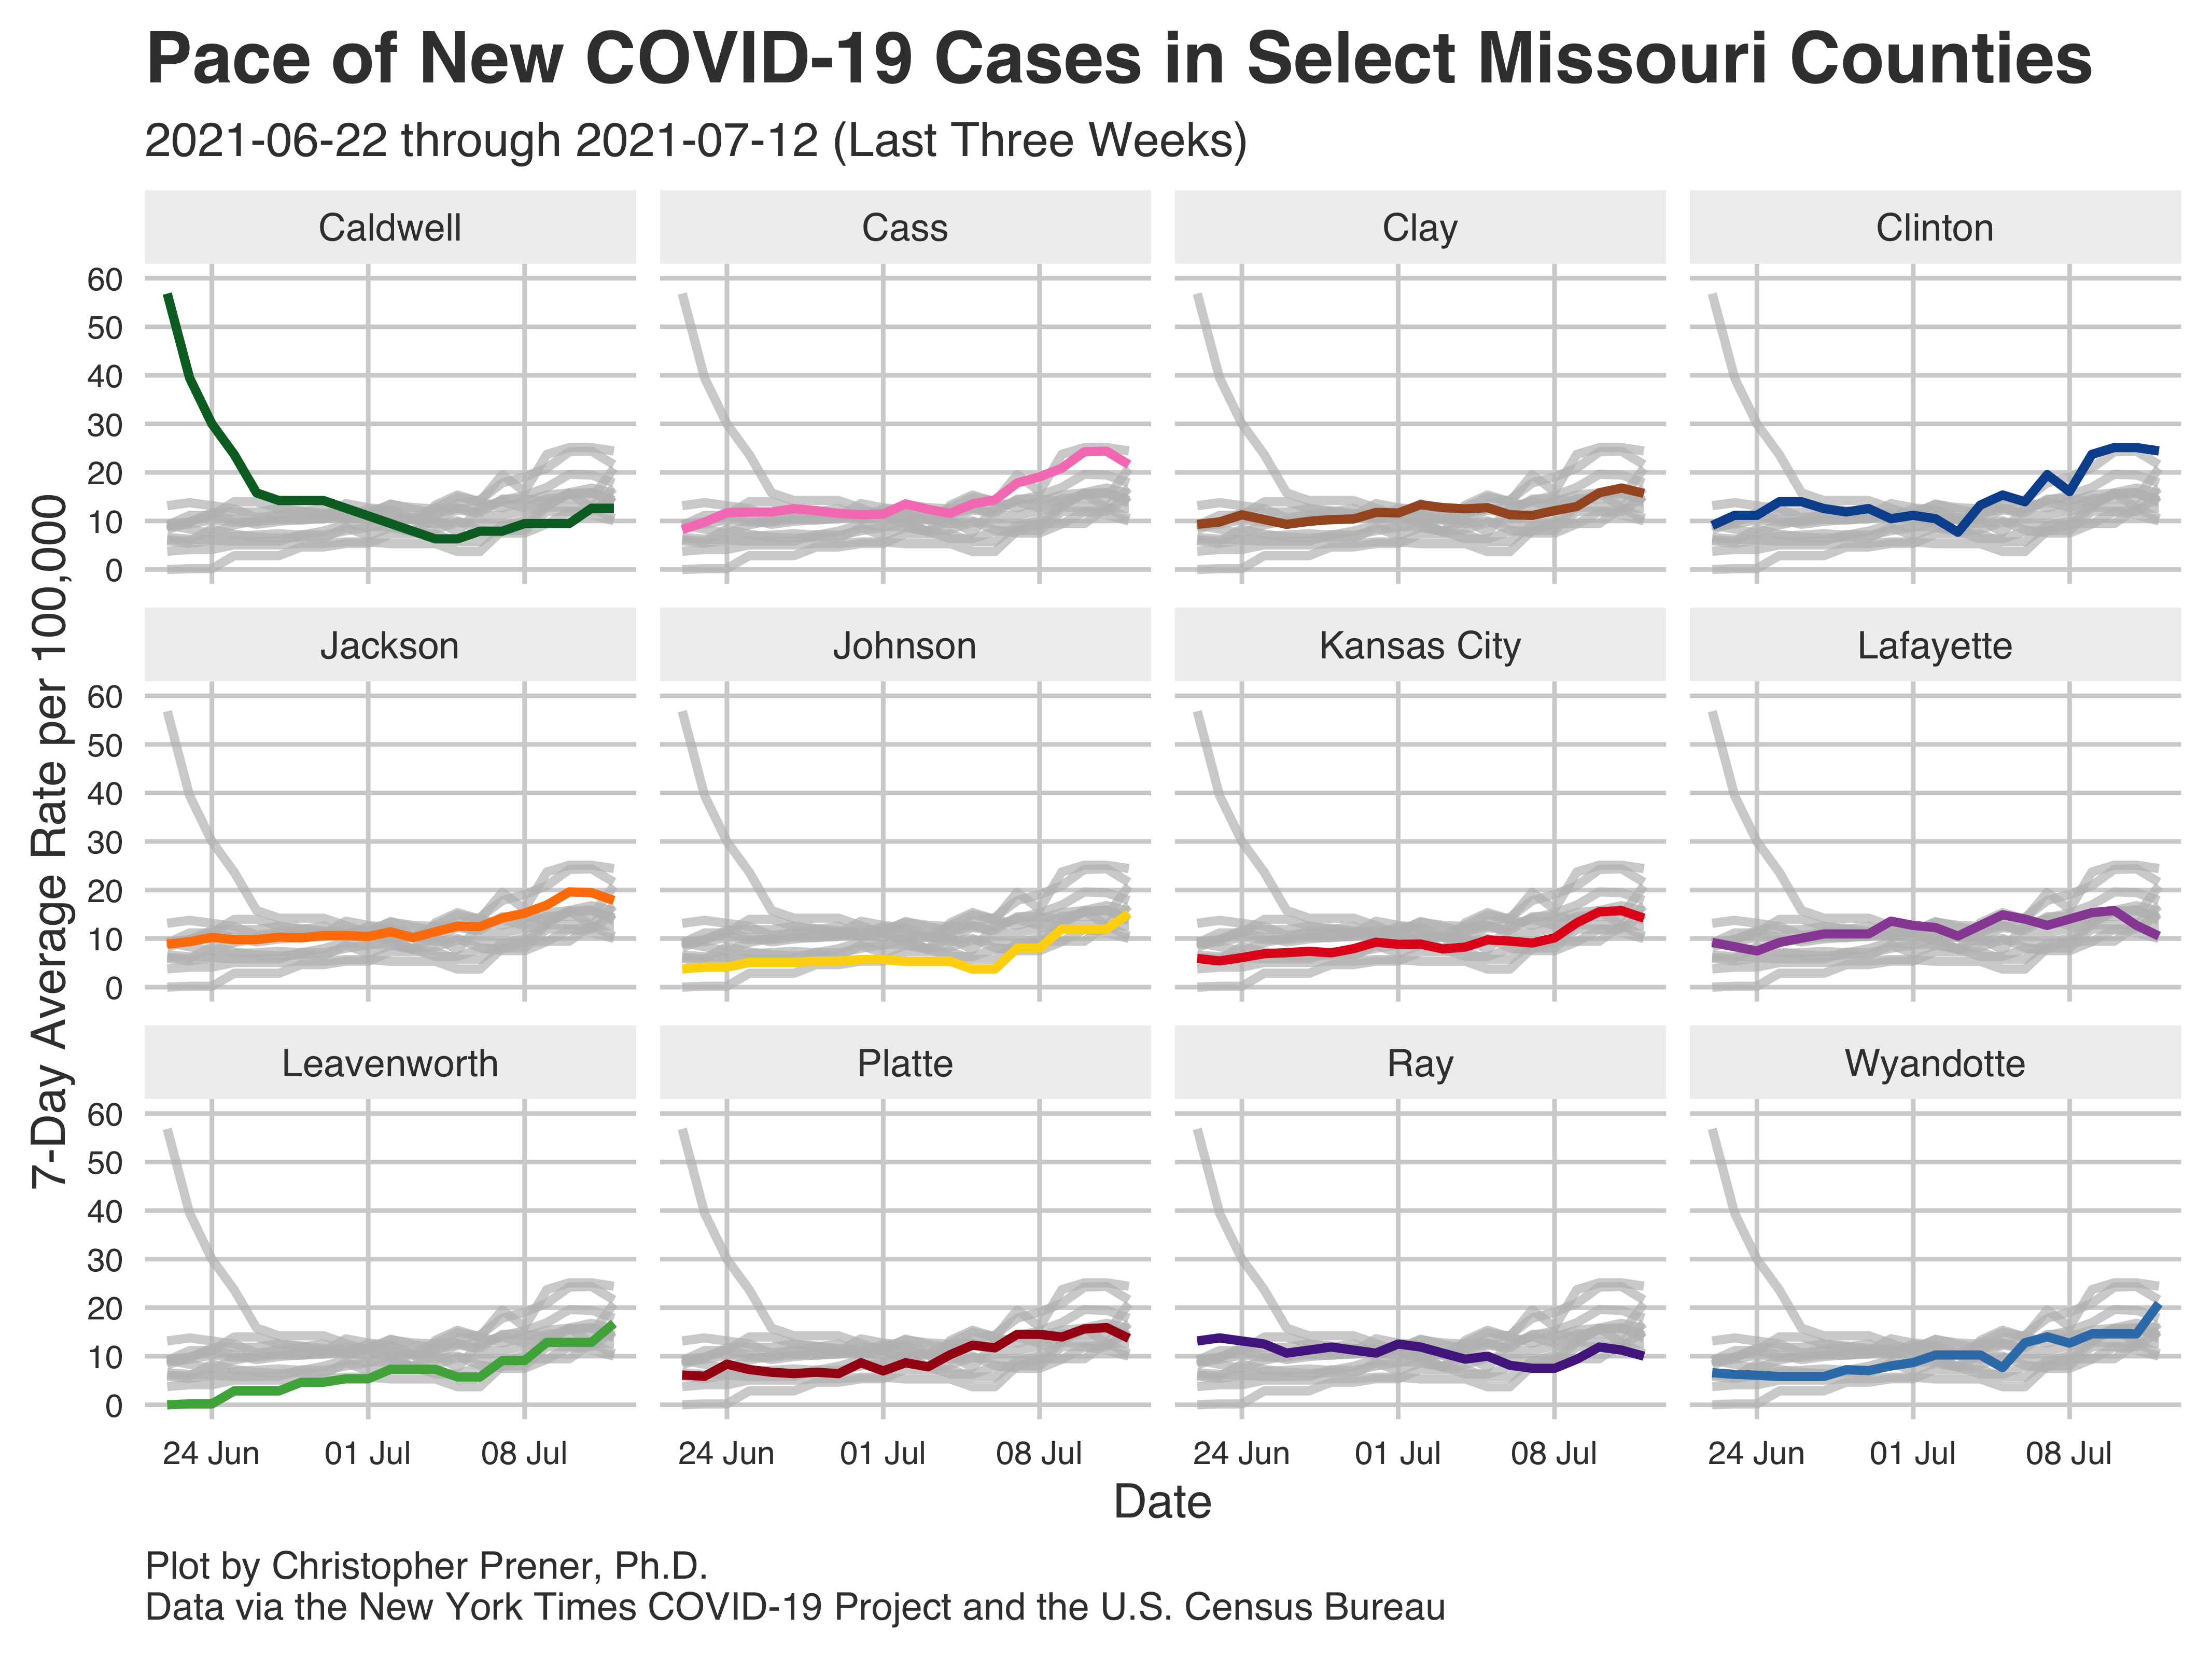 Pace of New COVID-19 Cases in Select Missouri Counties
2021-06-22 through 2021-07-12 (Last Three Weeks)
7-Day Average Rate per 100,000
Caldwell
Cass
Clay
Clinton
60
50
40
30
20
10
0
Jackson
Johnson
Kansas City
Lafayette
60
50
40
30
20
10
0
Leavenworth
Platte
Ray
Wyandotte
60
50
40
30
20
10
0
24 Jun 01 Jul 08 Jul
24 Jun 01 Jul 08 Jul
24 Jun 01 Jul 08 Jul
24 Jun 01 Jul 08 Jul
Date
Plot by Christopher Prener, Ph.D.
Data via the New York Times COVID-19 Project and the U.S. Census Bureau